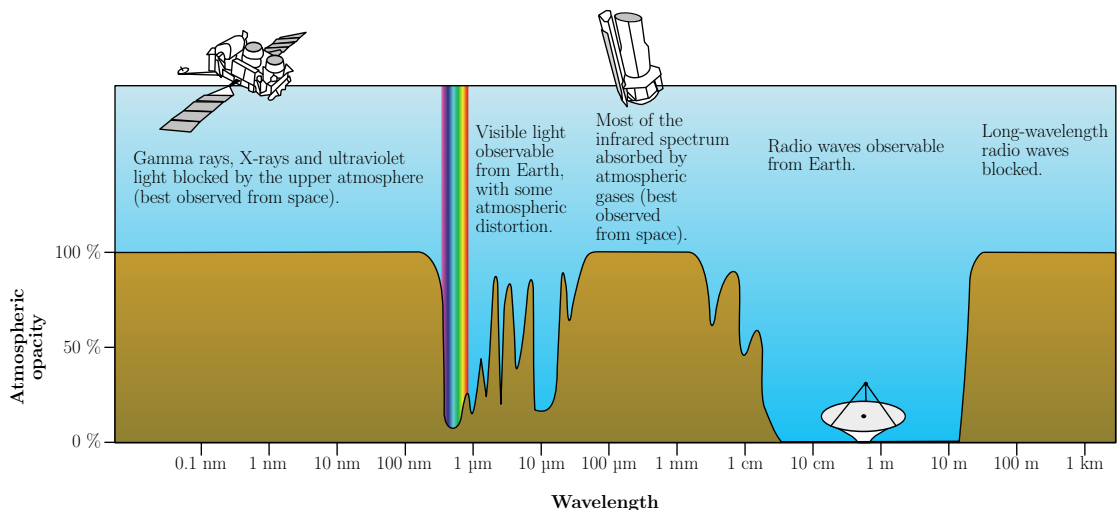 Gamma rays, X-rays and ultraviolet
light blocked by the upper atmosphere
(best observed from space).
Visible light
observable
from Earth,
with some
atmospheric
distortion.
Most of the
infrared spectrum
absorbed by
atmospheric
gases (best
observed
from space).
Radio waves observable
from Earth.
Long-wavelength
radio waves
blocked.
Atmospheric
opacity
100 %
50 %
0 %
0.1 nm
1 nm
10 nm
100 nm
1 µm
10 µm
100 µm
1 mm
1 cm
10 cm
1 m
10 m
100 m
1 km
Wavelength